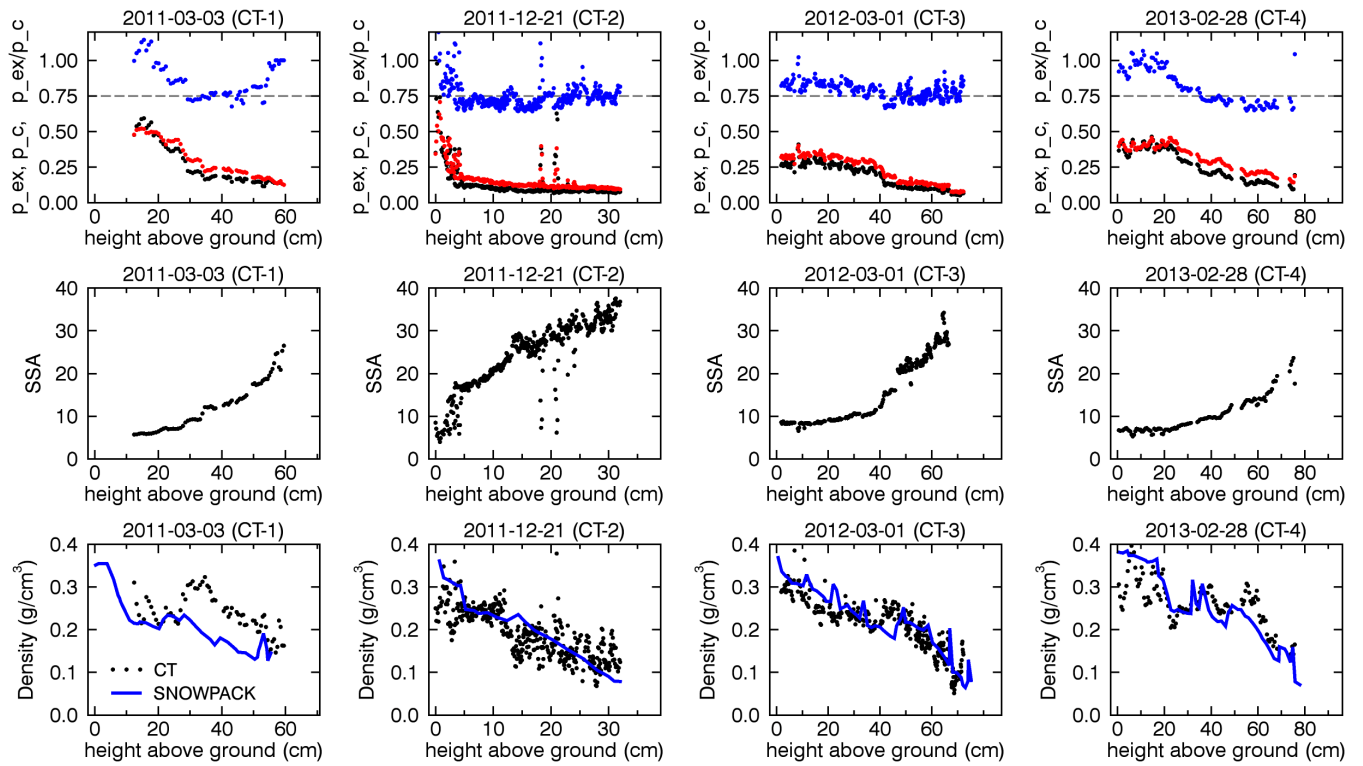 2011-03-03 (CT-1)
2011-12-21 (CT-2)
2012-03-01 (CT-3)
2013-02-28 (CT-4)
p_ex, p_c, p_ex/p_c
1.00
0.75
0.50
0.25
0.00
0 20 40 60
height above ground (cm)
p_ex, p_c, p_ex/p_c
1.00
0.75
0.50
0.25
0.00
0 10 20 30
height above ground (cm)
p_ex, p_c, p_ex/p_c
1.00
0.75
0.50
0.25
0.00
0 20 40 60
height above ground (cm)
p_ex, p_c, p_ex/p_c
1.00
0.75
0.50
0.25
0.00
0 20 40 60 80
height above ground (cm)
2011-03-03 (CT-1)
2011-12-21 (CT-2)
2012-03-01 (CT-3)
2013-02-28 (CT-4)
SSA
40
30
20
10
0
0 20 40 60
height above ground (cm)
SSA
40
30
20
10
0
0 10 20 30
height above ground (cm)
SSA
40
30
20
10
0
0 20 40 60
height above ground (cm)
SSA
40
30
20
10
0
0 20 40 60 80
height above ground (cm)
2011-03-03 (CT-1)
2011-12-21 (CT-2)
2012-03-01 (CT-3)
2013-02-28 (CT-4)
Density (g/cm³)
0.4
0.3
0.2
0.1
0.0
CT
SNOWPACK
0 20 40 60
height above ground (cm)
Density (g/cm³)
0.4
0.3
0.2
0.1
0.0
0 10 20 30
height above ground (cm)
Density (g/cm³)
0.4
0.3
0.2
0.1
0.0
0 20 40 60
height above ground (cm)
Density (g/cm³)
0.4
0.3
0.2
0.1
0.0
0 20 40 60 80
height above ground (cm)